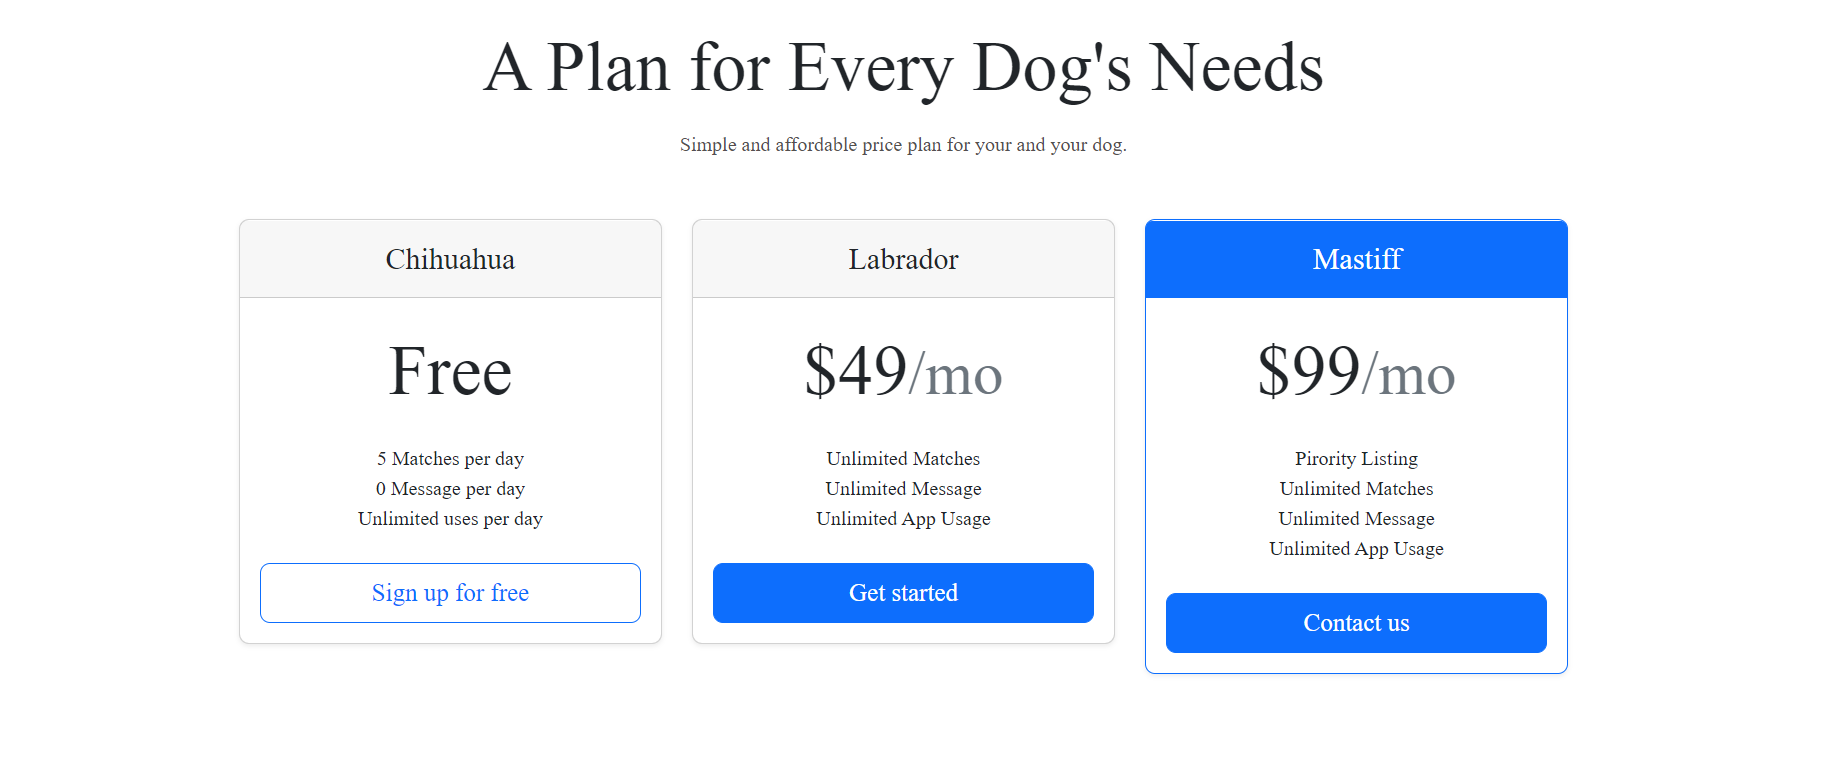 A Plan for Every Dog's Needs
Simple and affordable price plan for your and your dog.
Chihuahua
Free
5 Matches per day
0 Message per day
Unlimited uses per day
Sign up for free
Labrador
$49/mo
Unlimited Matches
Unlimited Message
Unlimited App Usage
Get started
Mastiff
$99/mo
Pirority Listing
Unlimited Matches
Unlimited Message
Unlimited App Usage
Contact us